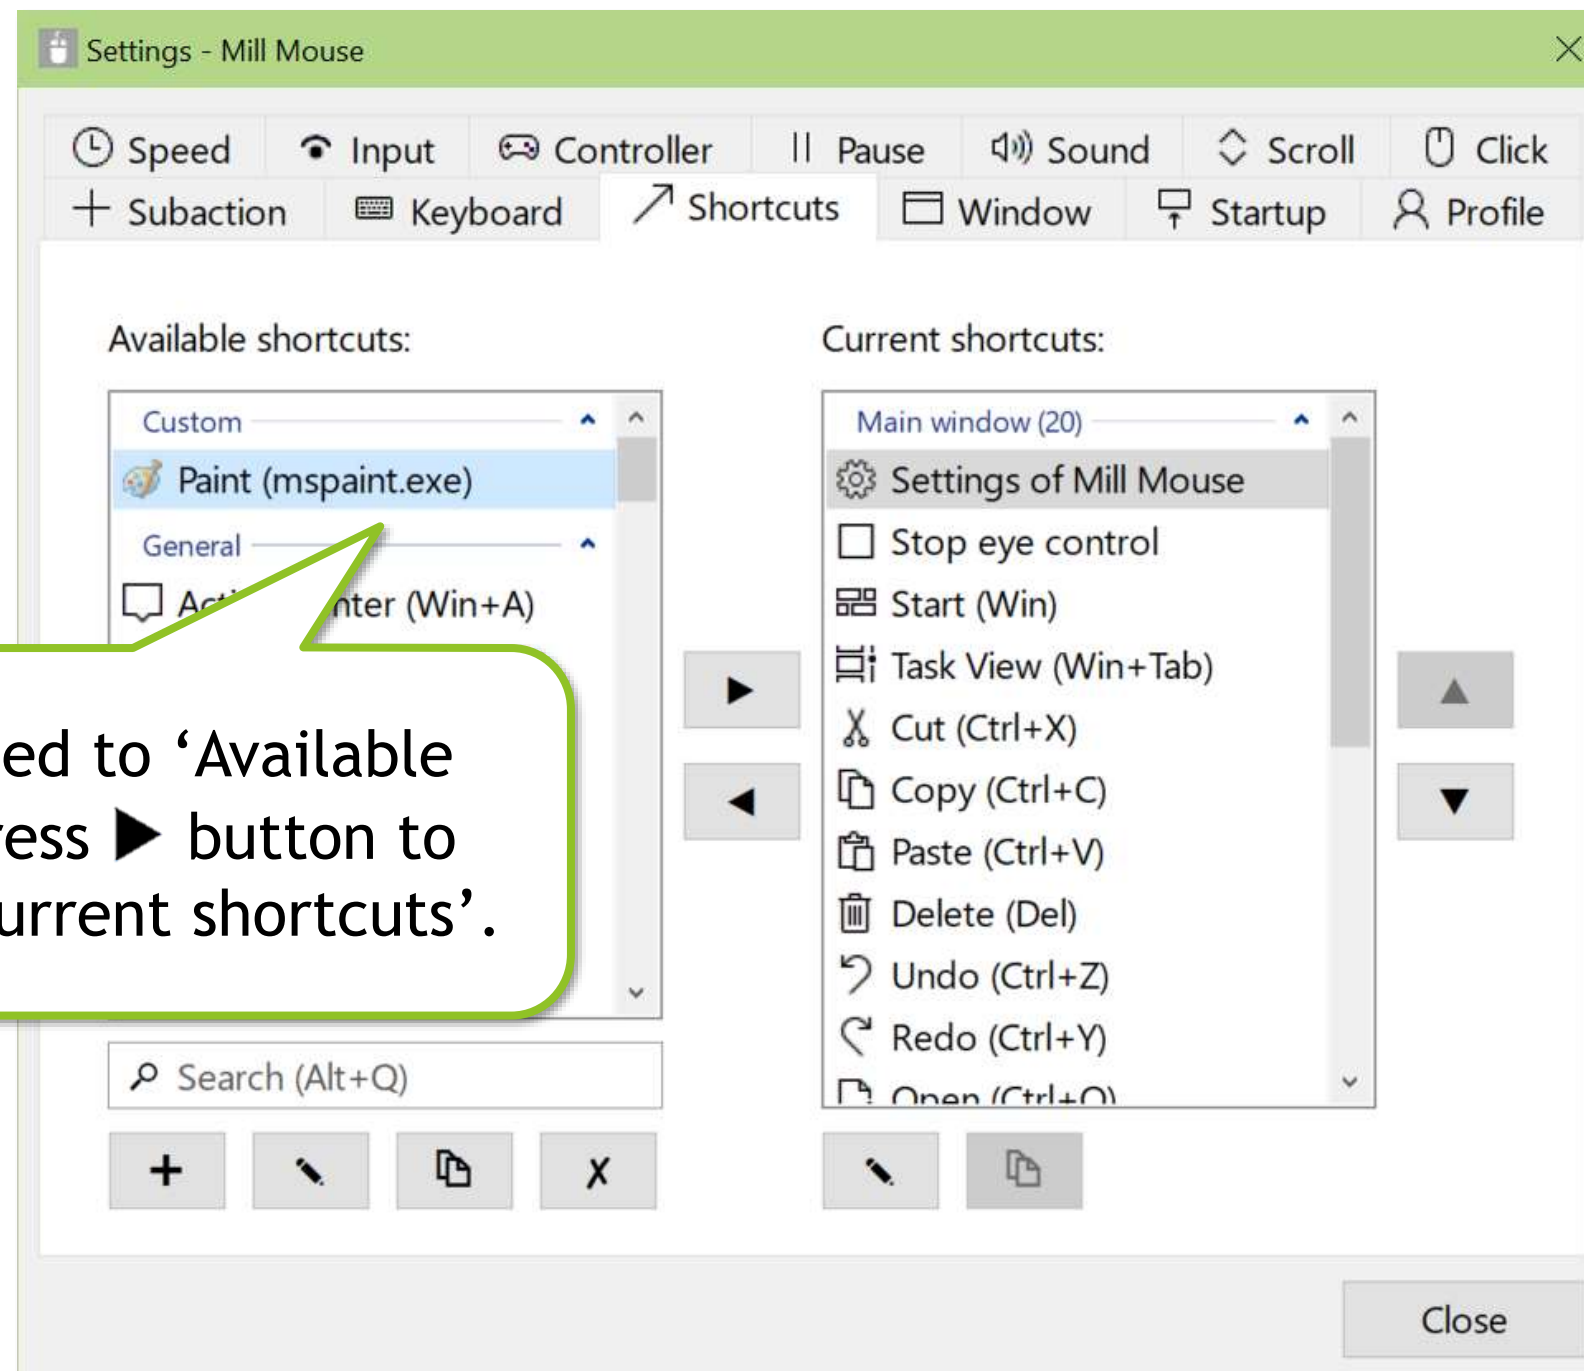 Settings - Mill Mouse
Speed Input Controller Pause Sound Scroll Click
Subaction Keyboard Shortcuts Window Startup Profile
Available shortcuts:
Custom
Paint (mspaint.exe)
General
(Win+A)
ed to ‘Available
ress ▶ button to
urrent shortcuts’.
Search (Alt+Q)
Current shortcuts:
Main window (20)
Settings of Mill Mouse
Stop eye control
Start (Win)
Task View (Win+Tab)
Cut (Ctrl+X)
Copy (Ctrl+C)
Paste (Ctrl+V)
Delete (Del)
Undo (Ctrl+Z)
Redo (Ctrl+Y)
Open (Ctrl+O)
Close